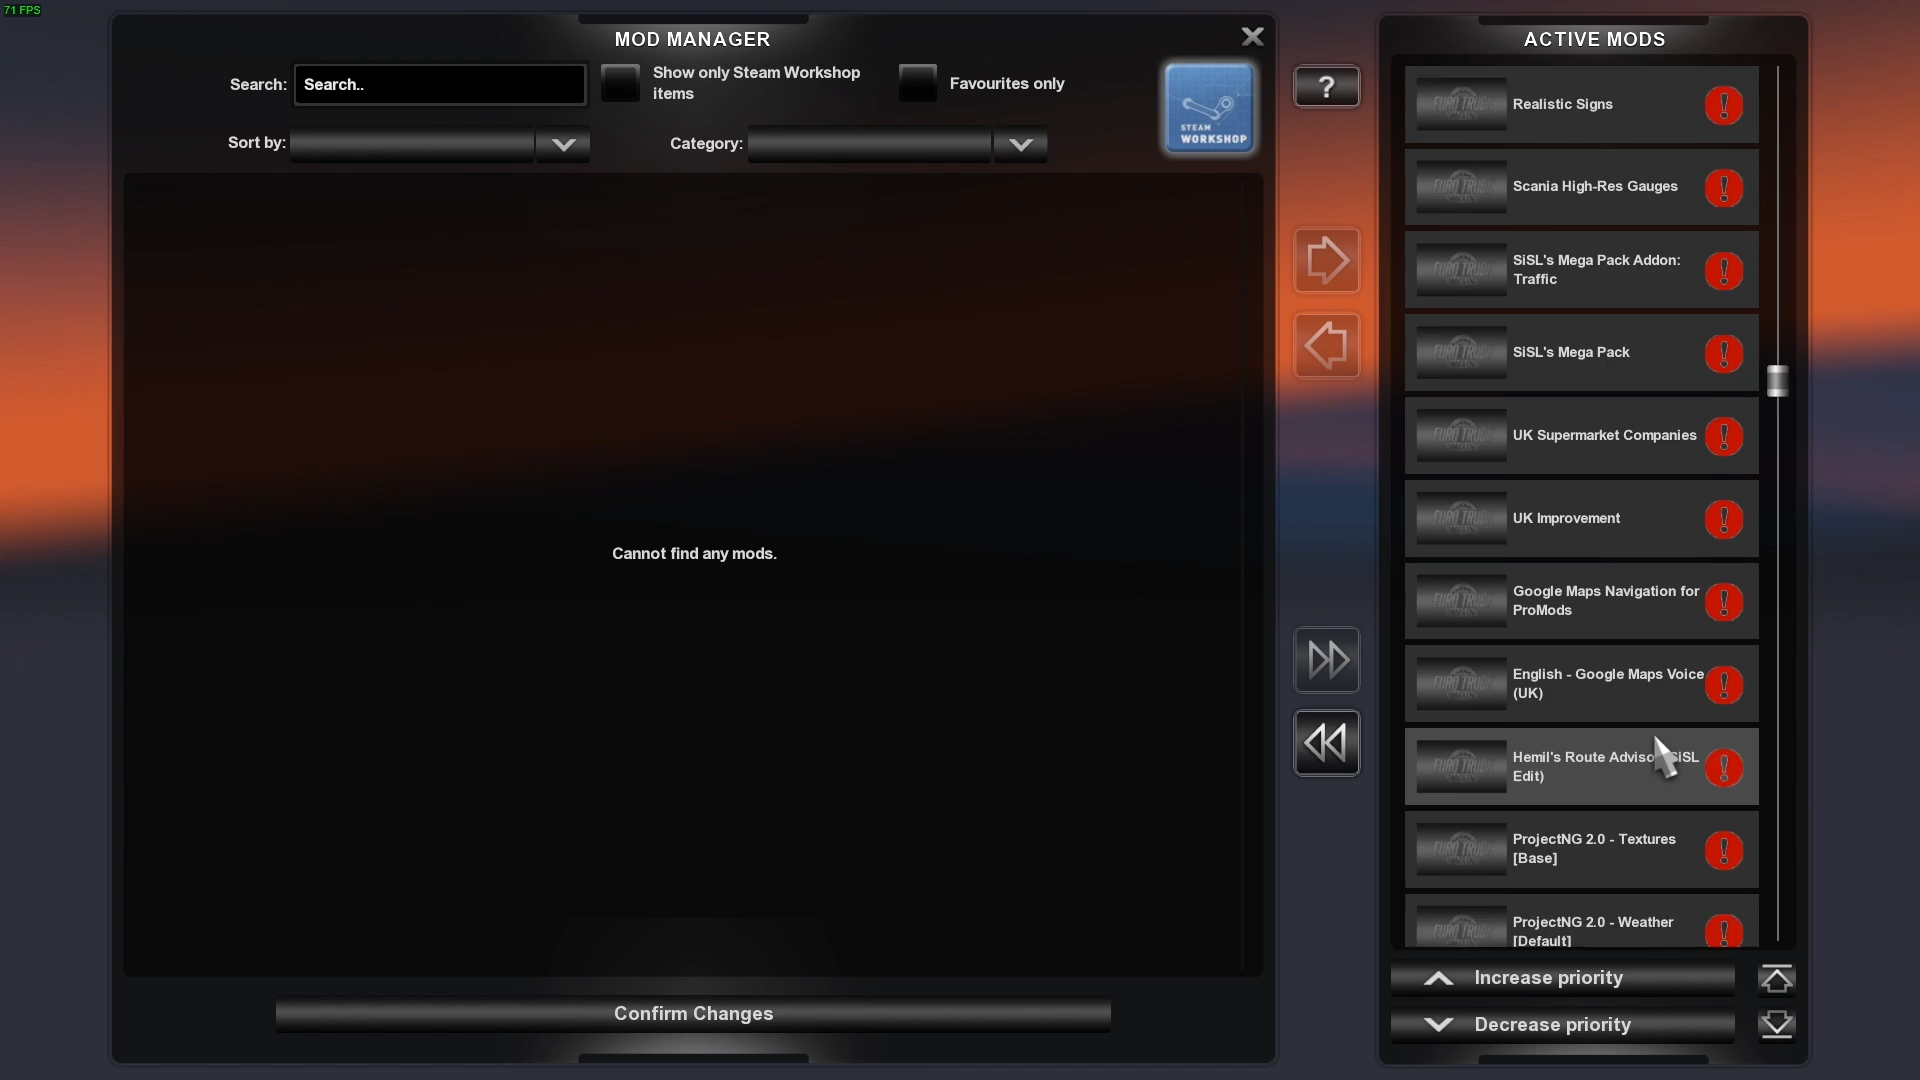 71 FPS
MOD MANAGER
Search:
Search..
Show only Steam Workshop
items
Favourites only
STEAM
WORKSHOP
?
Sort by:
Category:
Cannot find any mods.
Confirm Changes
ACTIVE MODS
Realistic Signs
Scania High-Res Gauges
SiSL's Mega Pack Addon:
Traffic
SiSL's Mega Pack
UK Supermarket Companies
UK Improvement
Google Maps Navigation for
ProMods
English - Google Maps Voice
(UK)
Hemil's Route Adviso SiSL
Edit)
ProjectNG 2.0 - Textures
[Base]
ProjectNG 2.0 - Weather
[Default]
Increase priority
Decrease priority